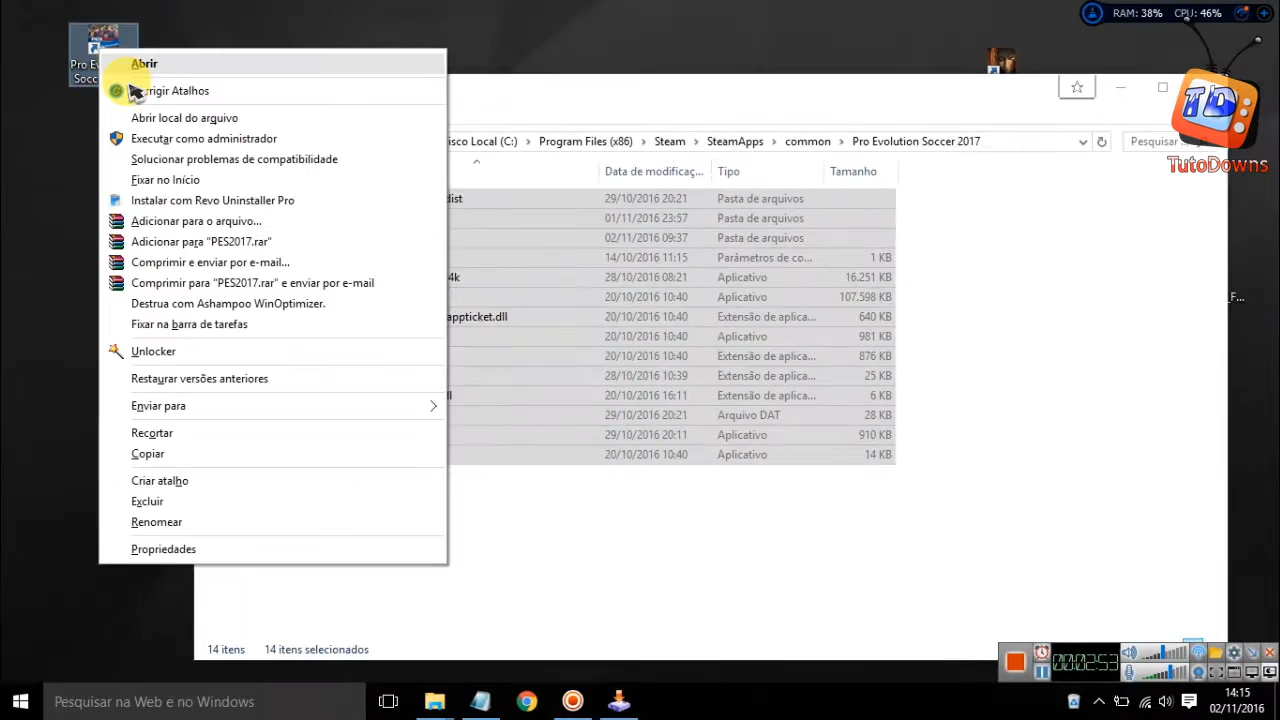 RAM: 38% CPU: 46%
Pro Ev
Socc
Abrir
rrigir Atalhos
Abrir local do arquivo
Executar como administrador
Solucionar problemas de compatibilidade
Fixar no Início
Instalar com Revo Uninstaller Pro
Adicionar para o arquivo...
Adicionar para "PES2017.rar"
Comprimir e enviar por e-mail...
Comprimir para "PES2017.rar" e enviar por e-mail
Destrua com Ashampoo WinOptimizer.
Fixar na barra de tarefas
Unlocker
Restaurar versões anteriores
Enviar para
Recortar
Copiar
Criar atalho
Excluir
Renomear
Propriedades
isco Local (C:) Program Files (x86) Steam SteamApps common Pro Evolution Soccer 2017 Pesquisar ...
TD
TutoDowns
Data de modificaç... Tipo Tamanho
dist 29/10/2016 20:21 Pasta de arquivos
01/11/2016 23:57 Pasta de arquivos
02/11/2016 09:37 Pasta de arquivos
14/10/2016 11:15 Parâmetros de co... 1 KB
4k 28/10/2016 08:21 Aplicativo 16.251 KB
20/10/2016 10:40 Aplicativo 107.598 KB
appticket.dll 20/10/2016 10:40 Extensão de aplica... 640 KB
20/10/2016 10:40 Aplicativo 981 KB
20/10/2016 10:40 Extensão de aplica... 876 KB
28/10/2016 10:39 Extensão de aplica... 25 KB
ll 20/10/2016 16:11 Extensão de aplica... 6 KB
29/10/2016 20:21 Arquivo DAT 28 KB
29/10/2016 20:11 Aplicativo 910 KB
20/10/2016 10:40 Aplicativo 14 KB
_F...
14 itens 14 itens selecionados
00:02:53
Pesquisar na Web e no Windows
14:15
02/11/2016